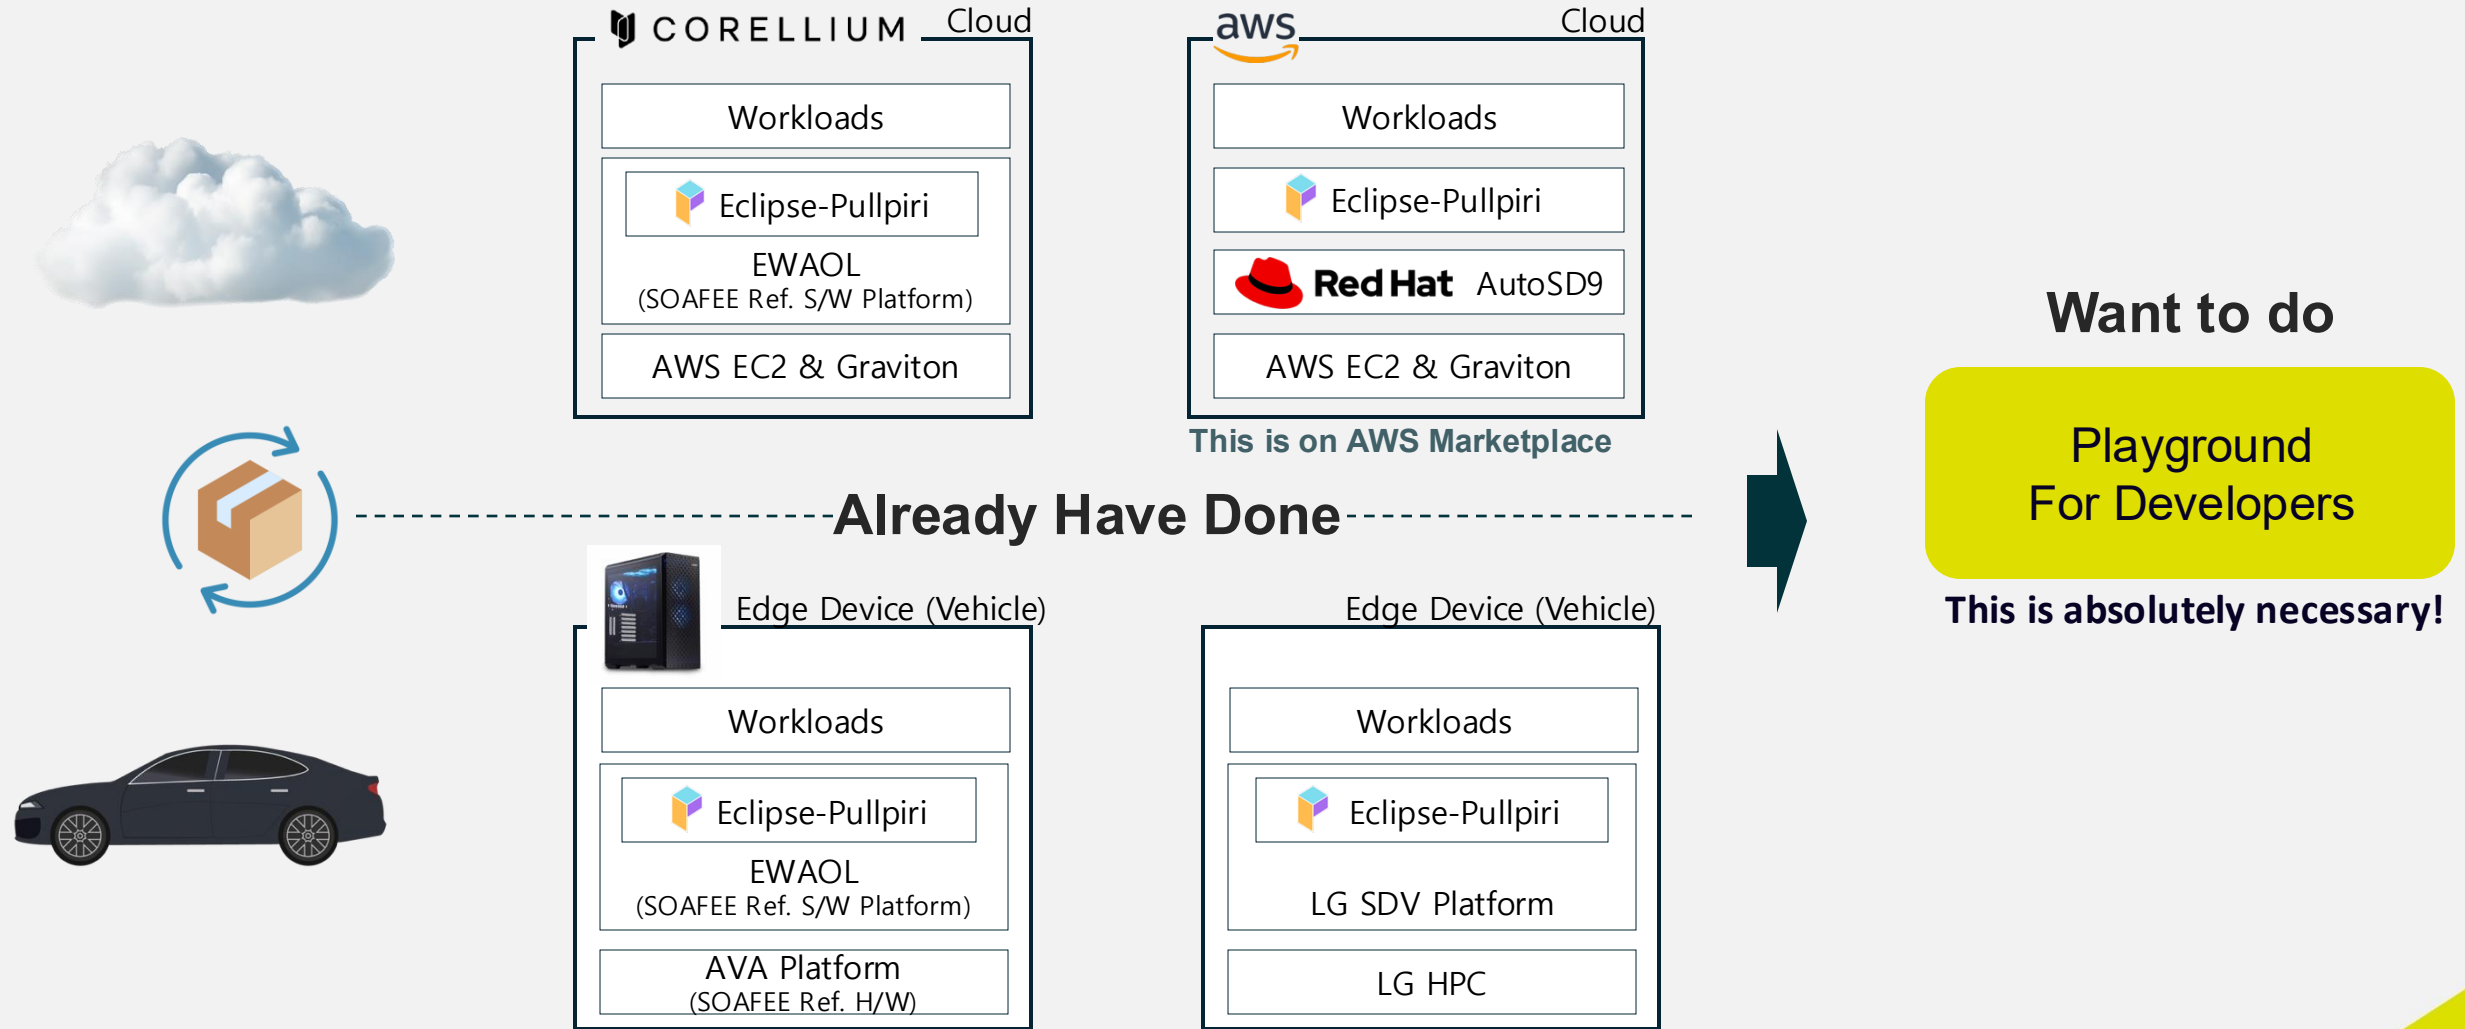 CORELLIUM
Cloud
Workloads
Eclipse-Pullpiri
EWAOL
(SOAFEE Ref. S/W Platform)
AWS EC2 & Graviton
aws
Cloud
Workloads
Eclipse-Pullpiri
Red Hat AutoSD9
AWS EC2 & Graviton
This is on AWS Marketplace
Already Have Done
Edge Device (Vehicle)
Workloads
Eclipse-Pullpiri
EWAOL
(SOAFEE Ref. S/W Platform)
AVA Platform
(SOAFEE Ref. H/W)
Edge Device (Vehicle)
Workloads
Eclipse-Pullpiri
LG SDV Platform
LG HPC
Want to do
Playground
For Developers
This is absolutely necessary!